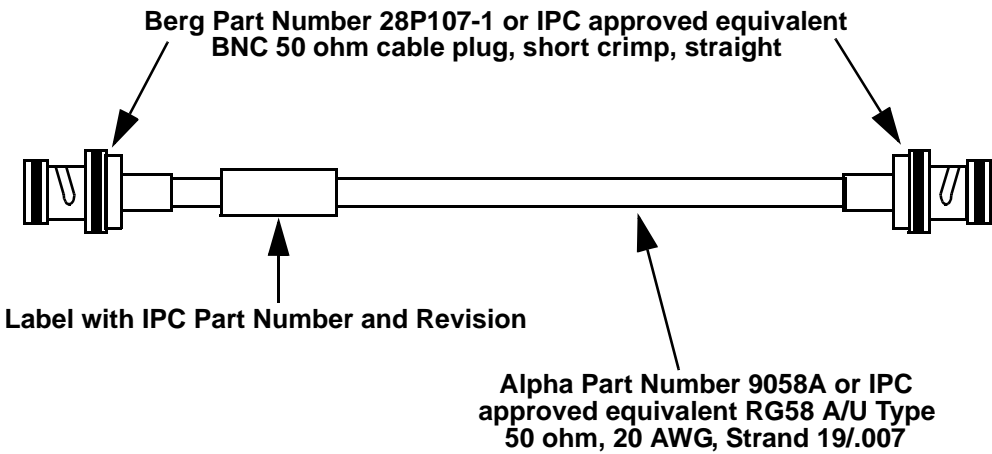 Berg Part Number 28P107-1 or IPC approved equivalent
BNC 50 ohm cable plug, short crimp, straight
Label with IPC Part Number and Revision
Alpha Part Number 9058A or IPC
approved equivalent RG58 A/U Type
50 ohm, 20 AWG, Strand 19/.007